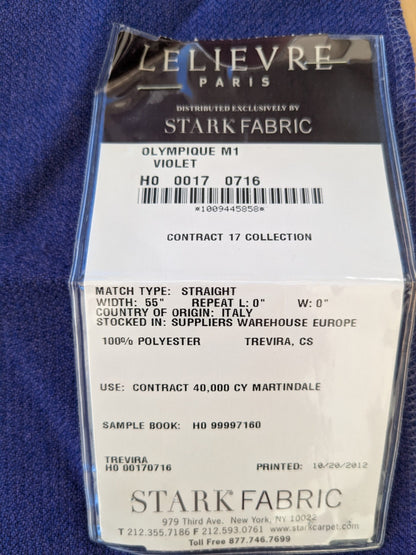 LELIEVRE
PARIS
DISTRIBUTED EXCLUSIVELY BY
STARK FABRIC
OLYMPIQUE M1
VIOLET
H0 0017 0716
*1009445858*
CONTRACT 17 COLLECTION
MATCH TYPE: STRAIGHT
WIDTH: 55" REPEAT L: 0" W: 0"
COUNTRY OF ORIGIN: ITALY
STOCKED IN: SUPPLIERS WAREHOUSE EUROPE
100% POLYESTER TREVIRA, CS
USE: CONTRACT 40,000 CY MARTINDALE
SAMPLE BOOK: H0 99997160
TREVIRA
H0 00170716 PRINTED: 10/20/2012
STARK FABRIC
979 Third Ave. New York, NY 10022
T 212.355.7186 F 212.593.0761 www.starkcarpet.com
Toll Free 877.746.7699